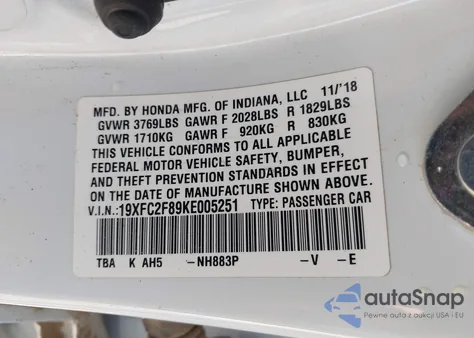 MFD. BY HONDA MFG. OF INDIANA, LLC 11/'18
GVWR 3769LBS GAWR F 2028LBS R 1829LBS
GVWR 1710KG GAWR F 920KG R 830KG
THIS VEHICLE CONFORMS TO ALL APPLICABLE
FEDERAL MOTOR VEHICLE SAFETY, BUMPER,
AND THEFT PREVENTION STANDARDS IN EFFECT
ON THE DATE OF MANUFACTURE SHOWN ABOVE.
V.I.N.:19XFC2F89KE005251 TYPE: PASSENGER CAR
TBA K AH5 -NH883P -V -E
autoSnap
Pewne auta z aukcji USA - EU